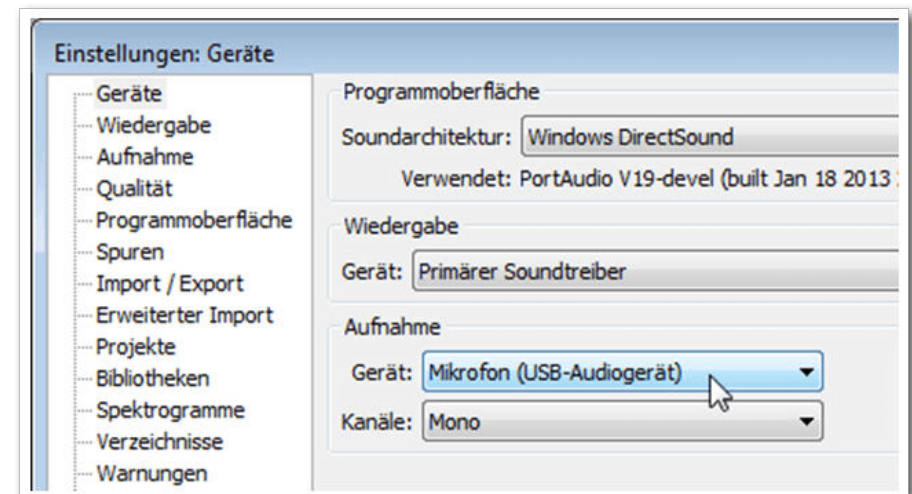 Einstellungen: Geräte
Geräte
Wiedergabe
Aufnahme
Qualität
Programmoberfläche
Spuren
Import / Export
Erweiterter Import
Projekte
Bibliotheken
Spektrogramme
Verzeichnisse
Warnungen
Programmoberfläche
Soundarchitektur: Windows DirectSound
Verwendet: PortAudio V19-devel (built Jan 18 2013
Wiedergabe
Gerät: Primärer Soundtreiber
Aufnahme
Gerät: Mikrofon (USB-Audiogerät)
Kanäle: Mono